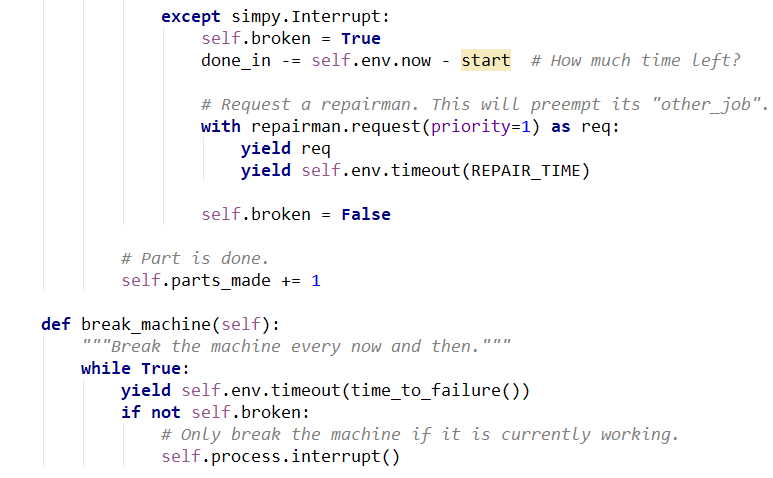 except simpy.Interrupt:
self.broken = True
done_in -= self.env.now - start  # How much time left?
# Request a repairman. This will preempt its "other_job".
with repairman.request(priority=1) as req:
yield req
yield self.env.timeout(REPAIR_TIME)
self.broken = False
# Part is done.
self.parts_made += 1
def break_machine(self):
"""Break the machine every now and then."""
while True:
yield self.env.timeout(time_to_failure())
if not self.broken:
# Only break the machine if it is currently working.
self.process.interrupt()